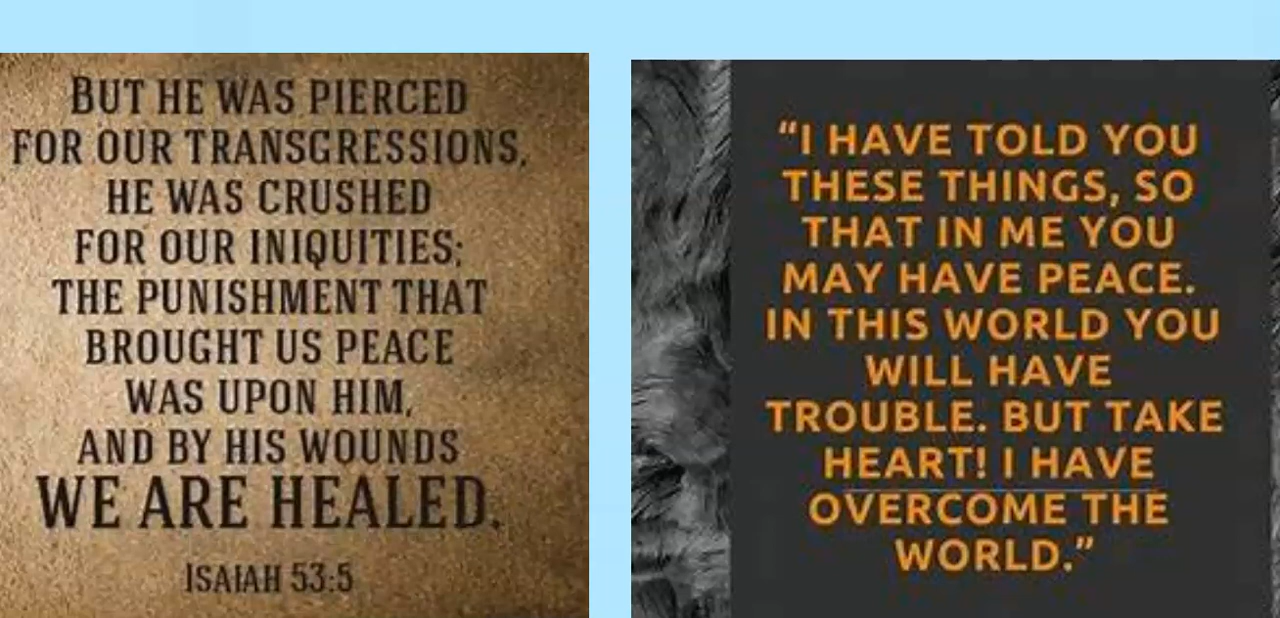 BUT HE WAS PIERCED
FOR OUR TRANSGRESSIONS,
HE WAS CRUSHED
FOR OUR INIQUITIES;
THE PUNISHMENT THAT
BROUGHT US PEACE
WAS UPON HIM,
AND BY HIS WOUNDS
WE ARE HEALED.
ISAIAH 53:5
“I HAVE TOLD YOU
THESE THINGS, SO
THAT IN ME YOU
MAY HAVE PEACE.
IN THIS WORLD YOU
WILL HAVE
TROUBLE. BUT TAKE
HEART! I HAVE
OVERCOME THE
WORLD.”